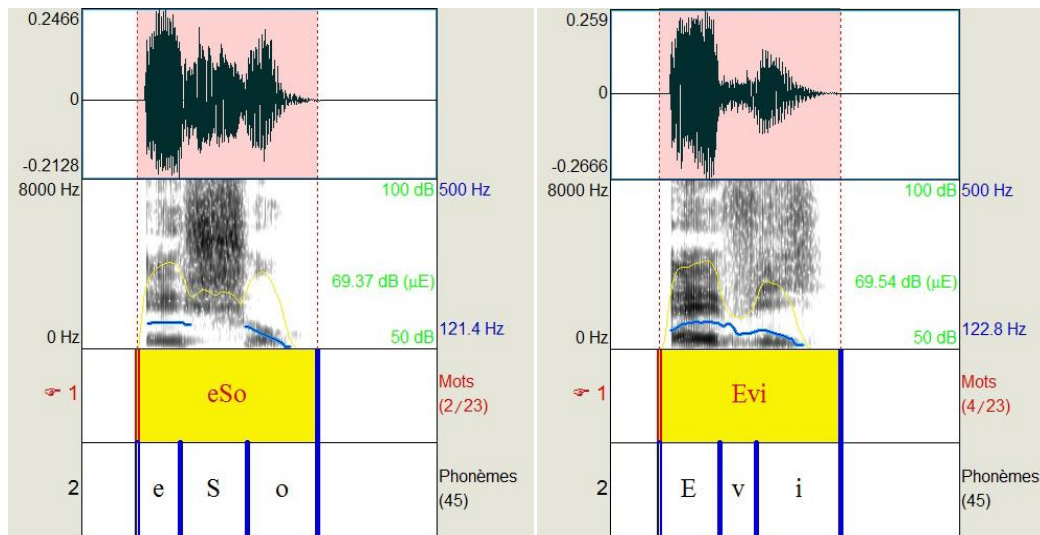 0.2466
0
-0.2128
8000 Hz
100 dB
500 Hz
69.37 dB (µE)
121.4 Hz
0 Hz
50 dB
☞ 1
eSo
Mots
(2/23)
2
e S o
Phonèmes
(45)
0.259
0
-0.2666
8000 Hz
100 dB
500 Hz
69.54 dB (µE)
122.8 Hz
0 Hz
50 dB
☞ 1
Evi
Mots
(4/23)
2
E v i
Phonèmes
(45)